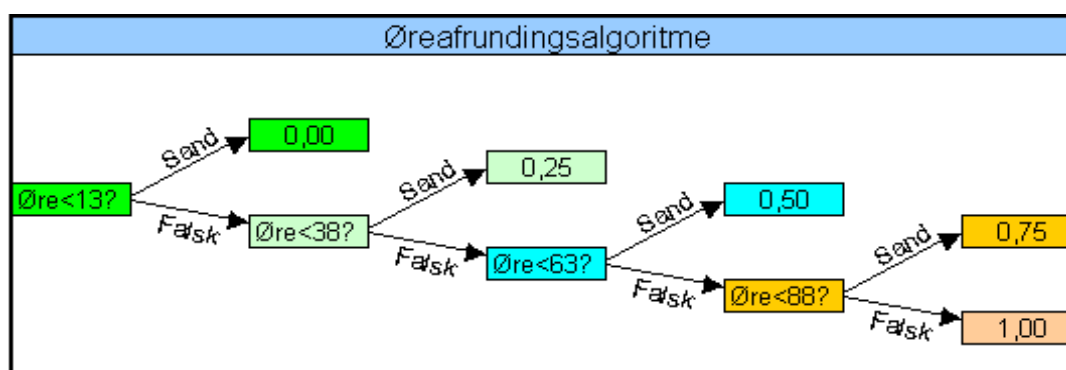 Øreafrundingsalgoritme
Øre<13?
Sand
0,00
Falsk
Øre<38?
Sand
0,25
Falsk
Øre<63?
Sand
0,50
Falsk
Øre<88?
Sand
0,75
Falsk
1,00